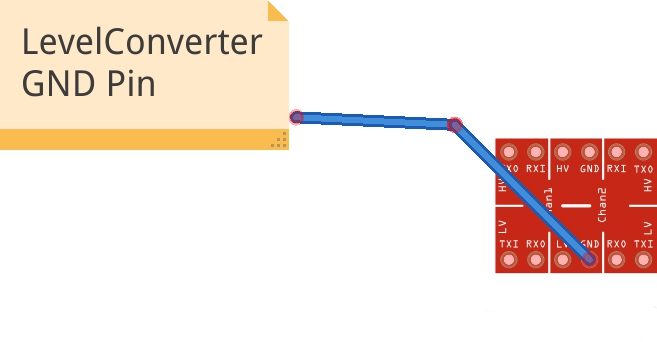 LevelConverter
GND Pin
TXO RXI HV GND RXI TXO
HV
HV
Chan1
Chan2
LV
LV
TXI RXO LV GND RXO TXI